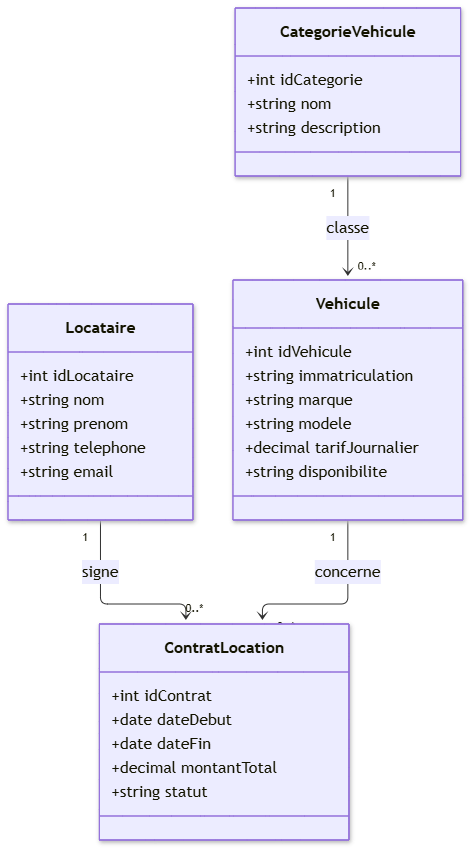 CategorieVehicule
+int idCategorie
+string nom
+string description
1
classe
0..*
Vehicule
+int idVehicule
+string immatriculation
+string marque
+string modele
+decimal tarifJournalier
+string disponibilite
Locataire
+int idLocataire
+string nom
+string prenom
+string telephone
+string email
1
1
signe
concerne
0..*
ContratLocation
+int idContrat
+date dateDebut
+date dateFin
+decimal montantTotal
+string statut